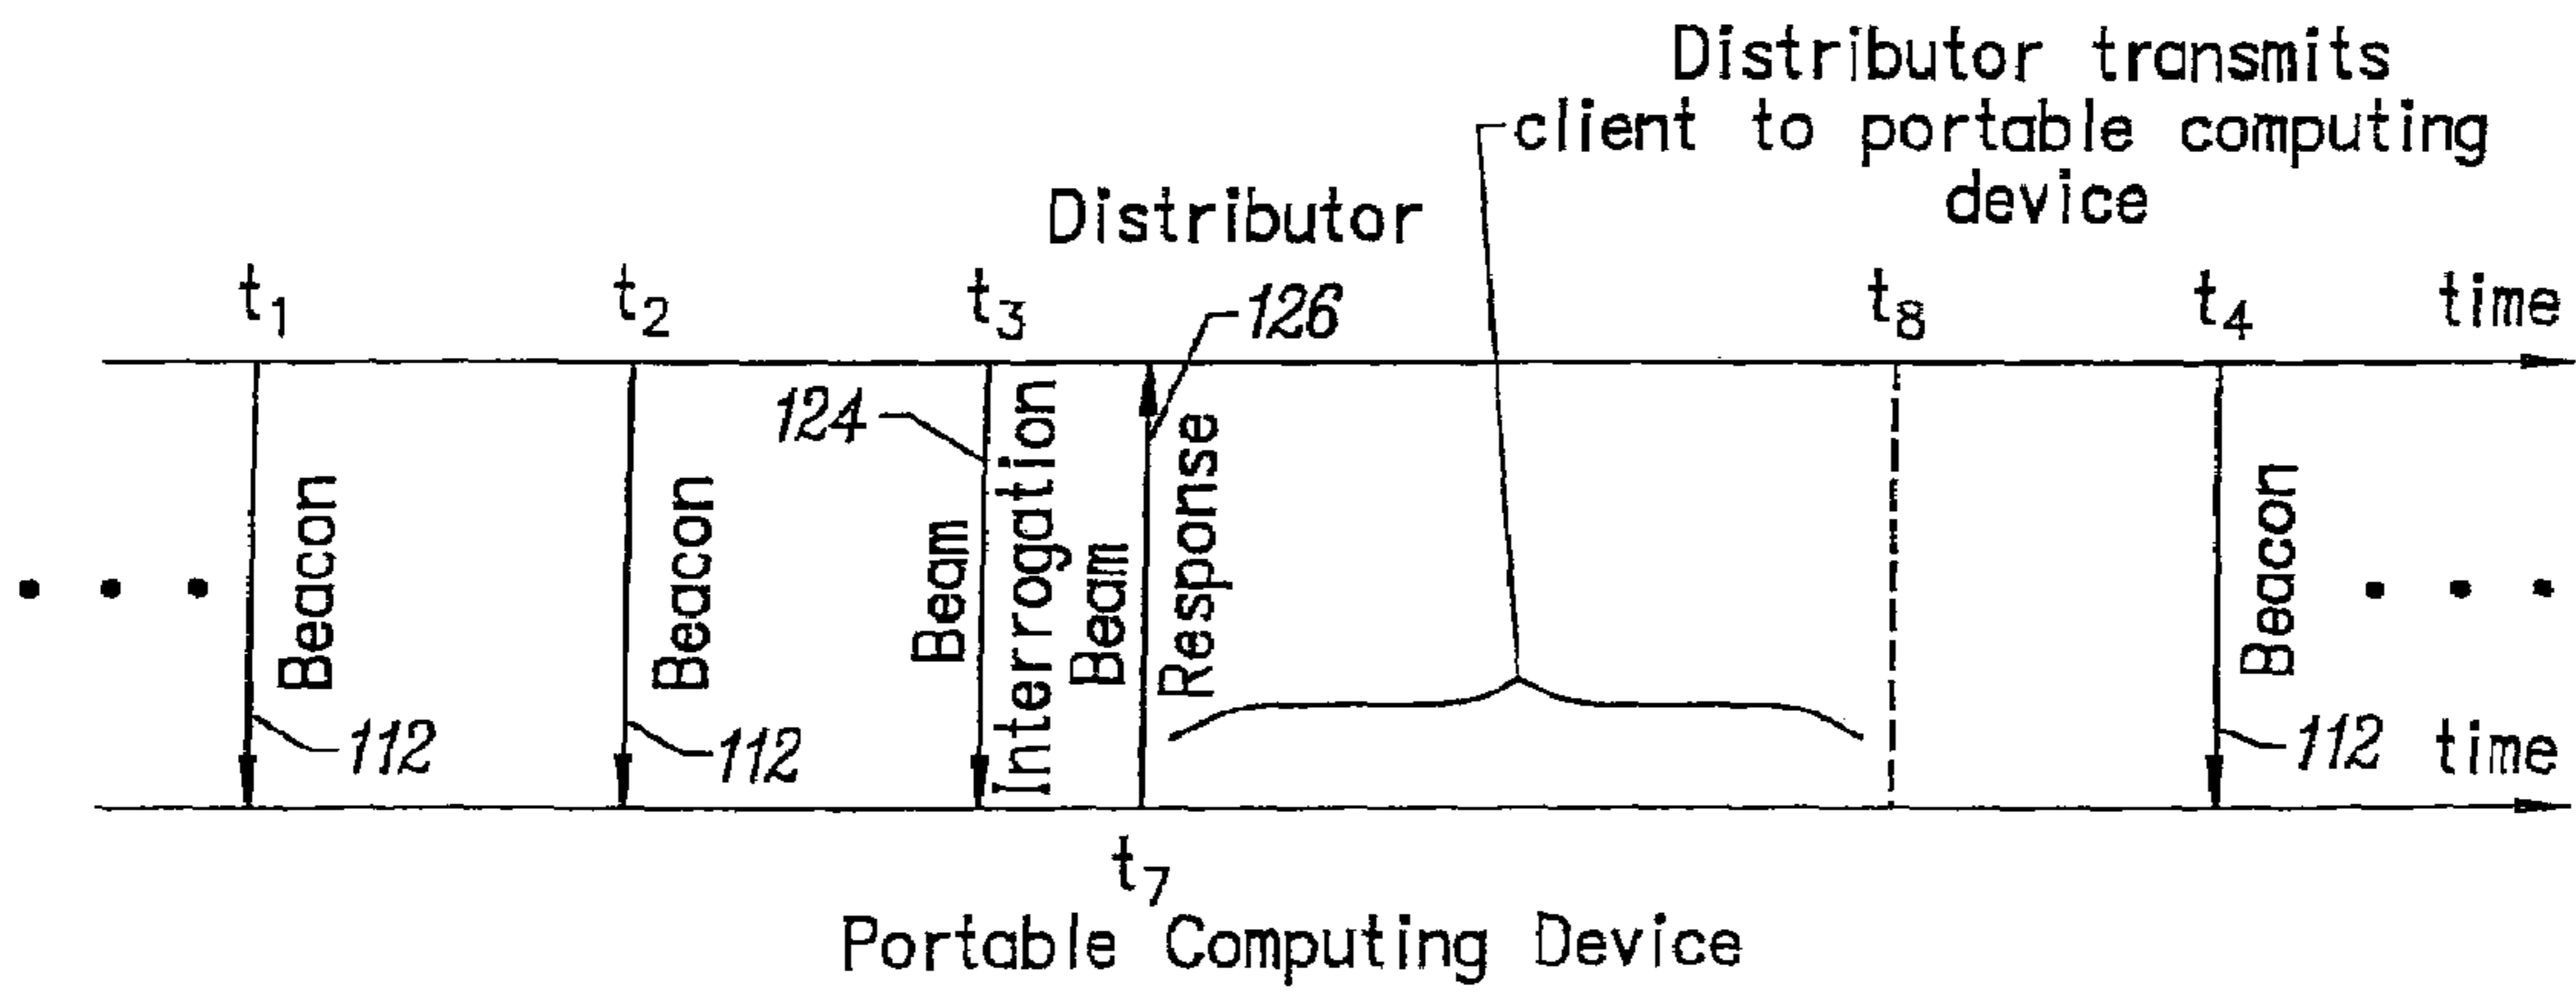 Distributor transmits
client to portable computing
device
Distributor
t1 t2 t3 126 t8 t4 time
124
Beacon
112
Beacon
112
Beam
Interrogation
Beam
Response
Beacon
112
time
t7
Portable Computing Device